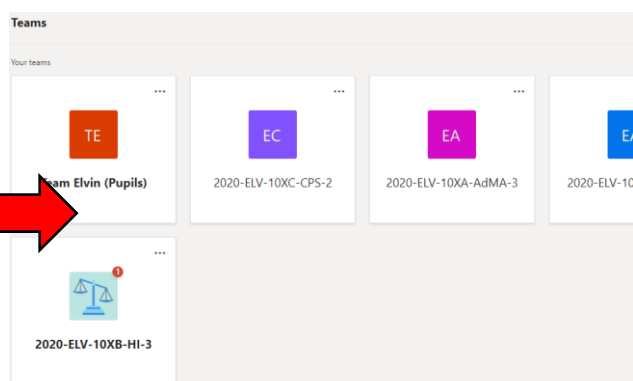 Teams
Your teams
TE
EC
EA
Team Elvin (Pupils)
2020-ELV-10XC-CPS-2
2020-ELV-10XA-AdMA-3
2020-ELV-10
1
2020-ELV-10XB-HI-3